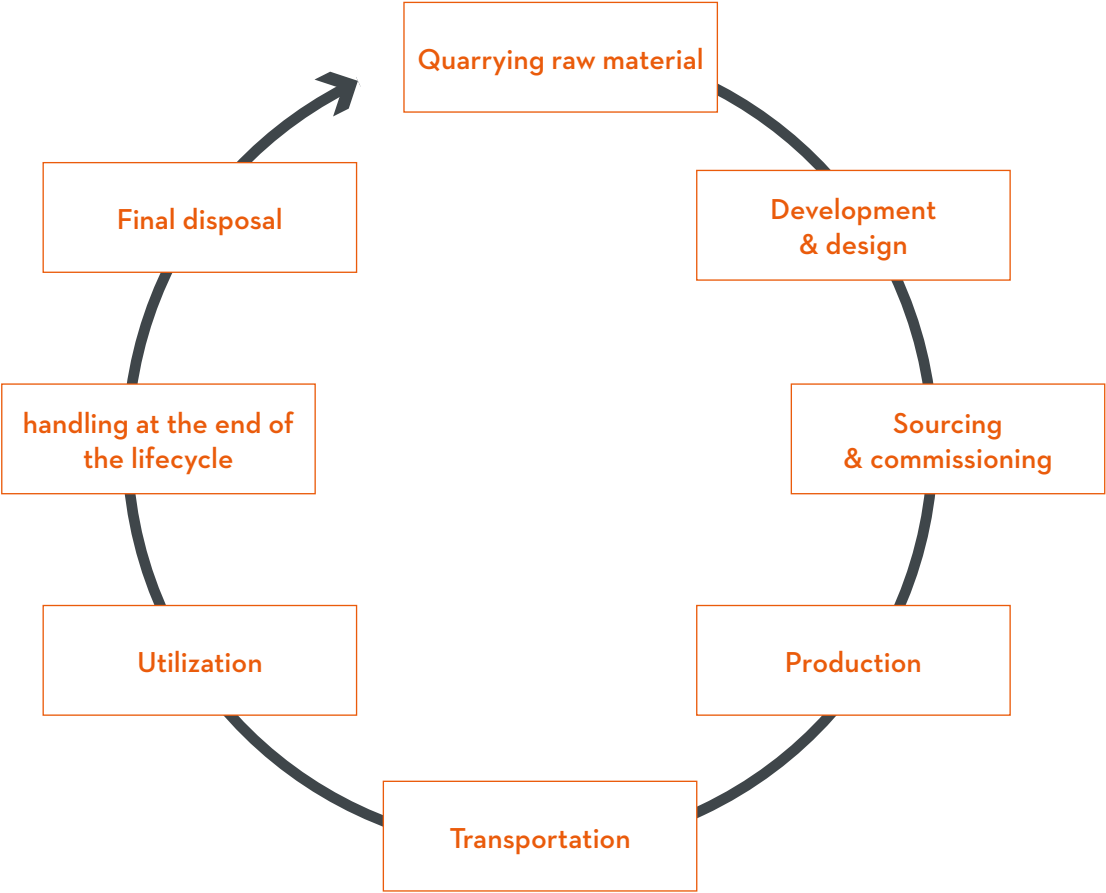 Quarrying raw material
Development
& design
Sourcing
& commissioning
Production
Transportation
Utilization
handling at the end of
the lifecycle
Final disposal